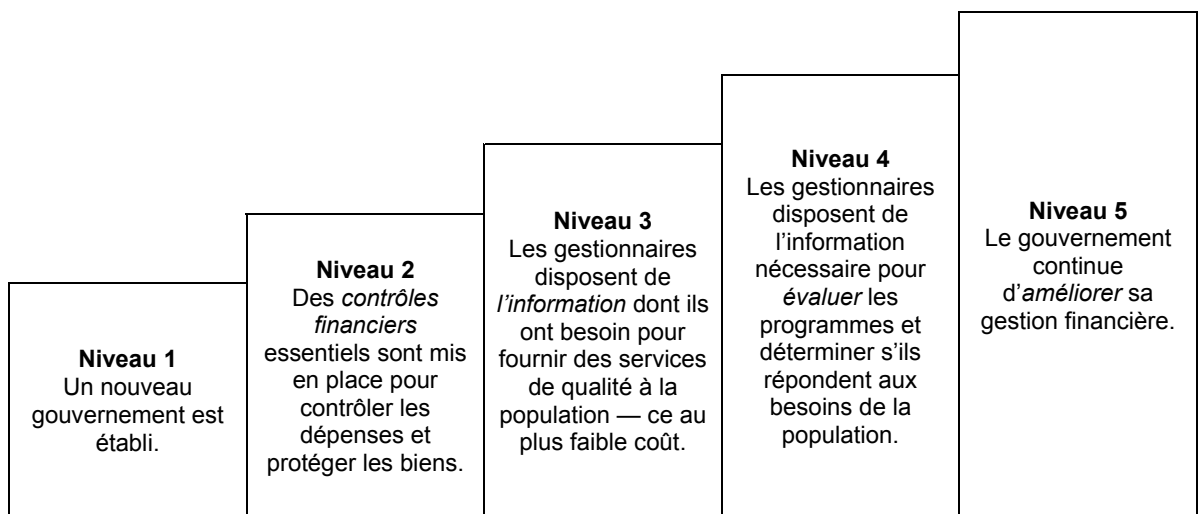 Niveau 1
Un nouveau
gouvernement est
établi.
Niveau 2
Des contrôles
financiers
essentiels sont mis
en place pour
contrôler les
dépenses et
protéger les biens.
Niveau 3
Les gestionnaires
disposent de
l’information dont ils
ont besoin pour
fournir des services
de qualité à la
population — ce au
plus faible coût.
Niveau 4
Les gestionnaires
disposent de
l’information
nécessaire pour
évaluer les
programmes et
déterminer s’ils
répondent aux
besoins de la
population.
Niveau 5
Le gouvernement
continue
d’améliorer sa
gestion financière.